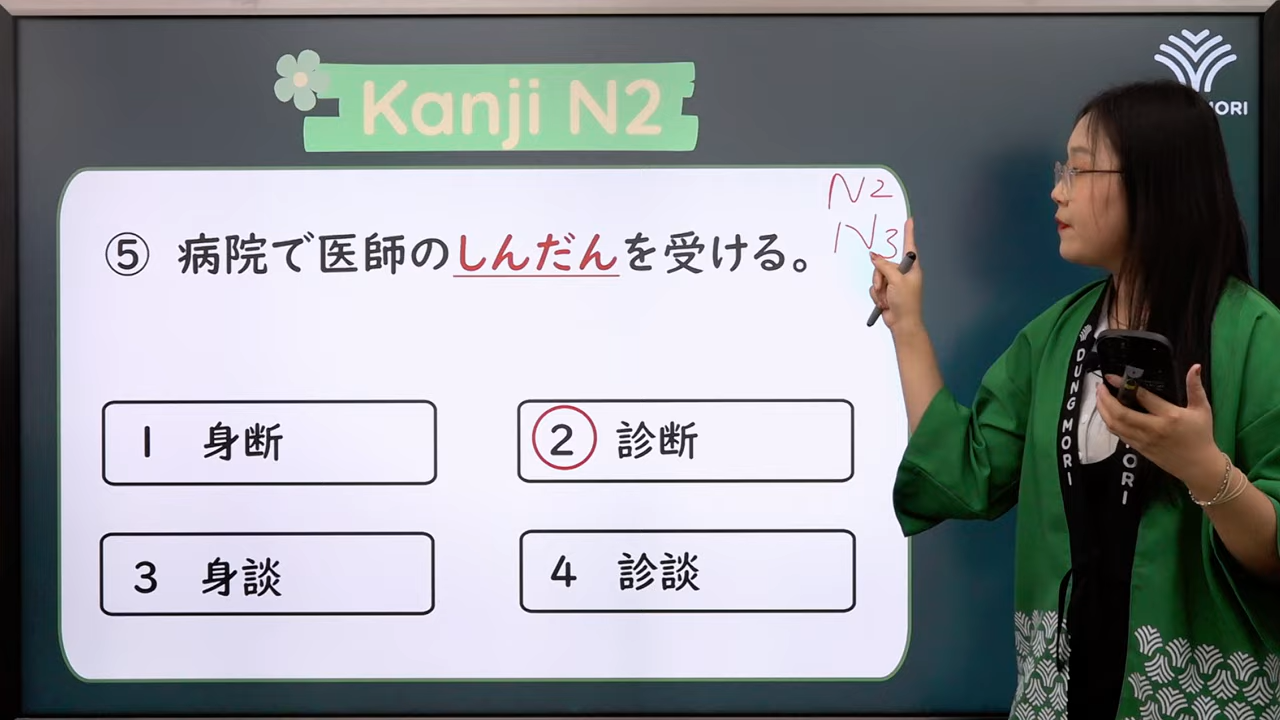 Kanji N2
MORI
N2
N3
⑤ 病院で医師のしんだんを受ける。
1 身断
② 診断
3 身談
4 診談
DUNG MORI
MORI